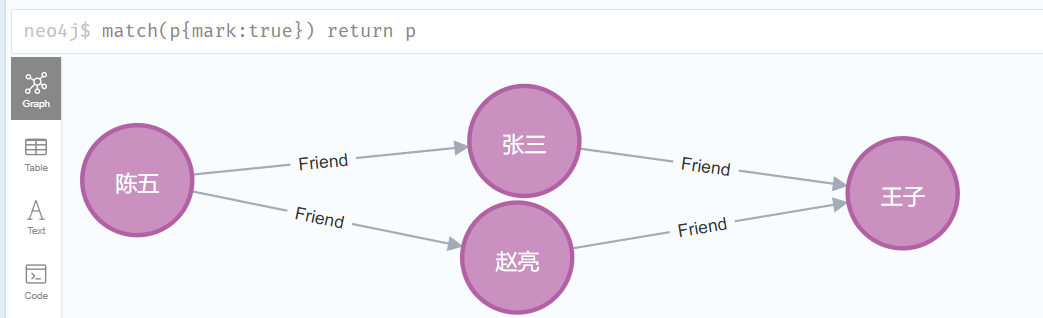 neo4j$ match(p{mark:true}) return p
Graph
Table
Text
Code
陈五
Friend
张三
Friend
王子
Friend
赵亮
Friend